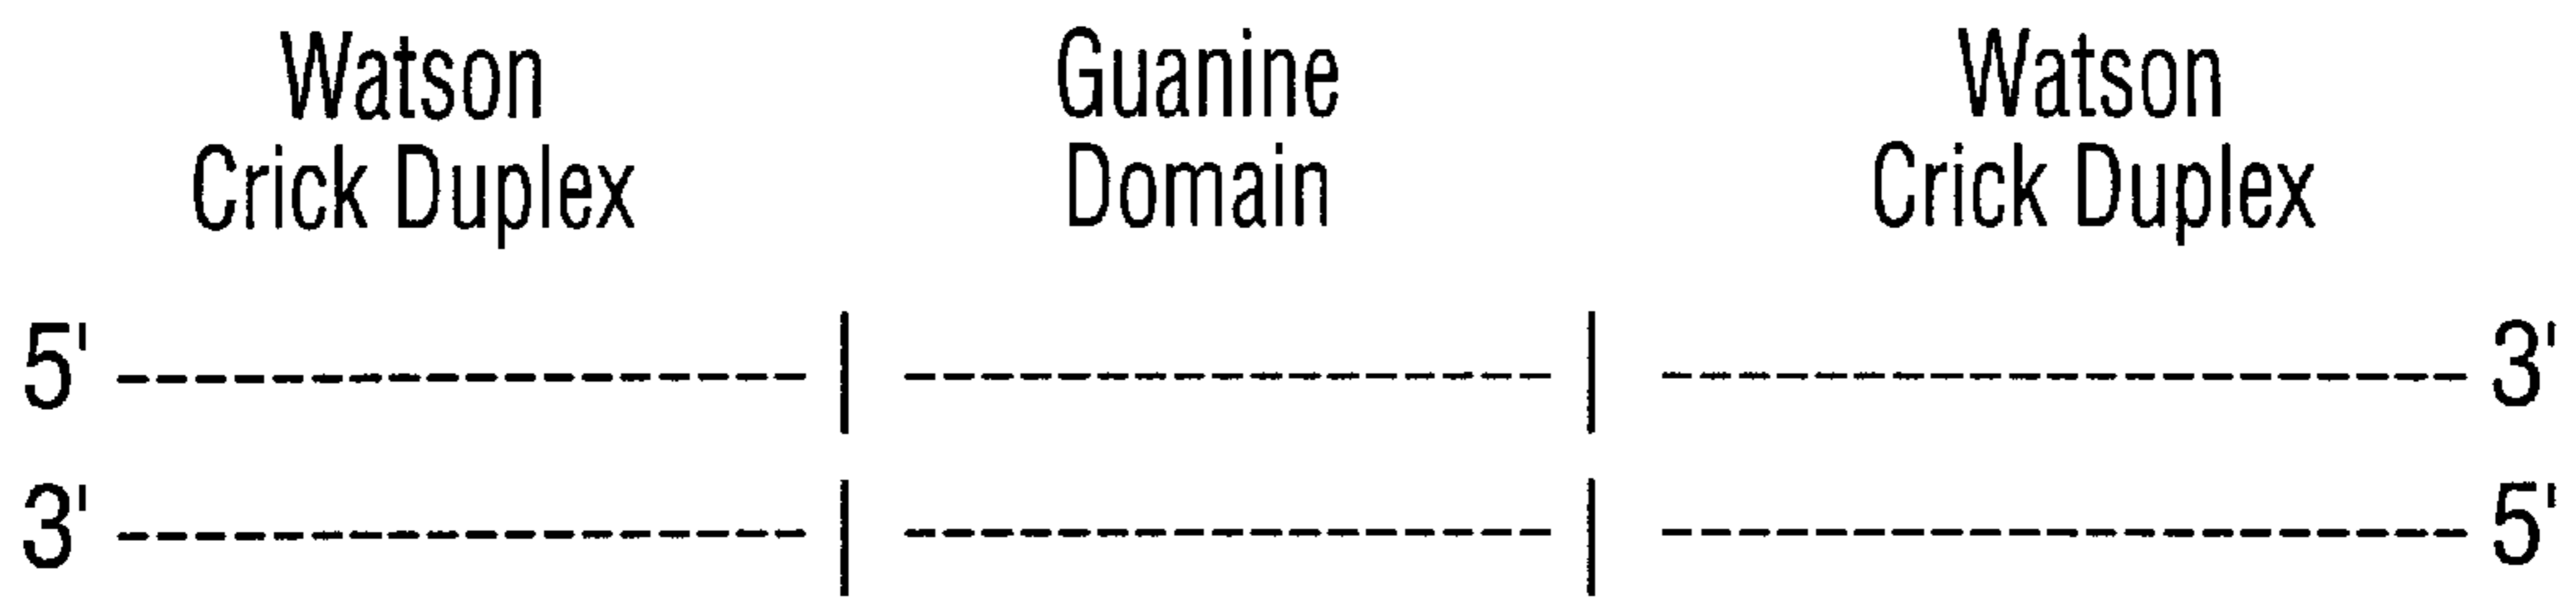 Watson Guanine Watson
Crick Duplex Domain Crick Duplex
5' ------------------ | ----------------- | --------------------- 3'
3' ------------------ | ----------------- | --------------------- 5'